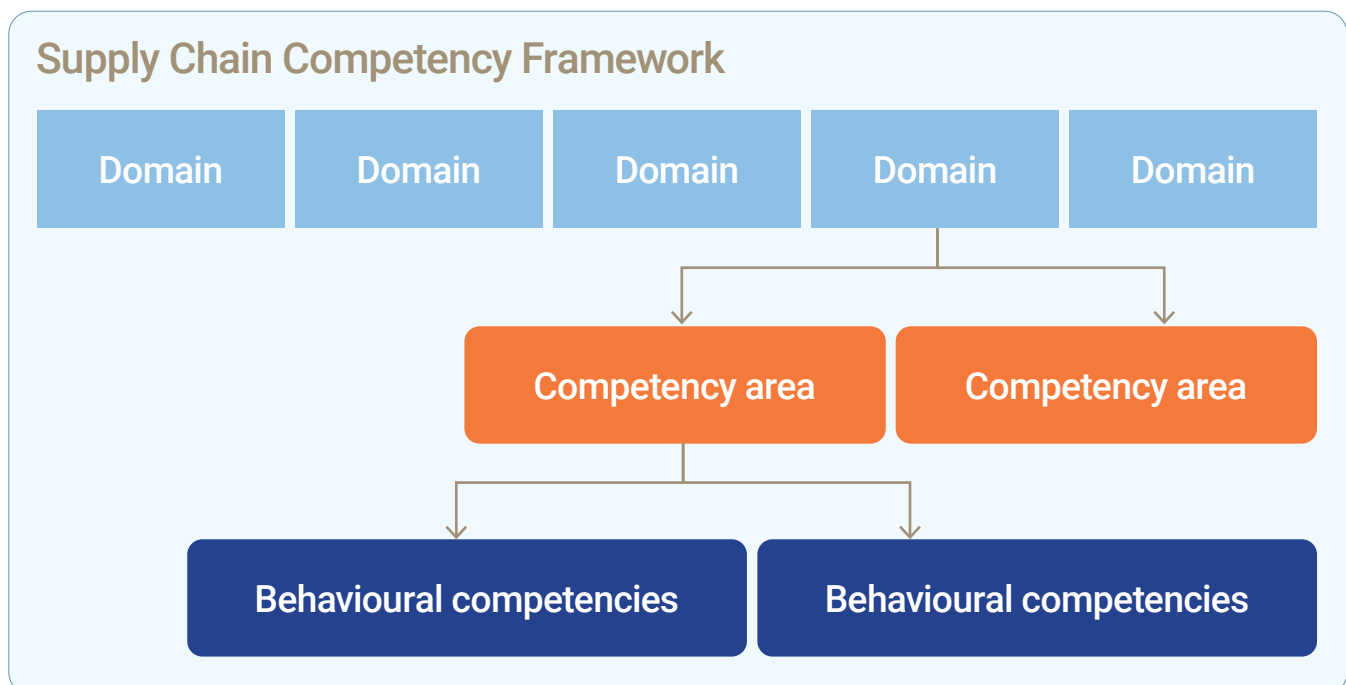 Supply Chain Competency Framework
Domain
Domain
Domain
Domain
Domain
Competency area
Competency area
Behavioural competencies
Behavioural competencies